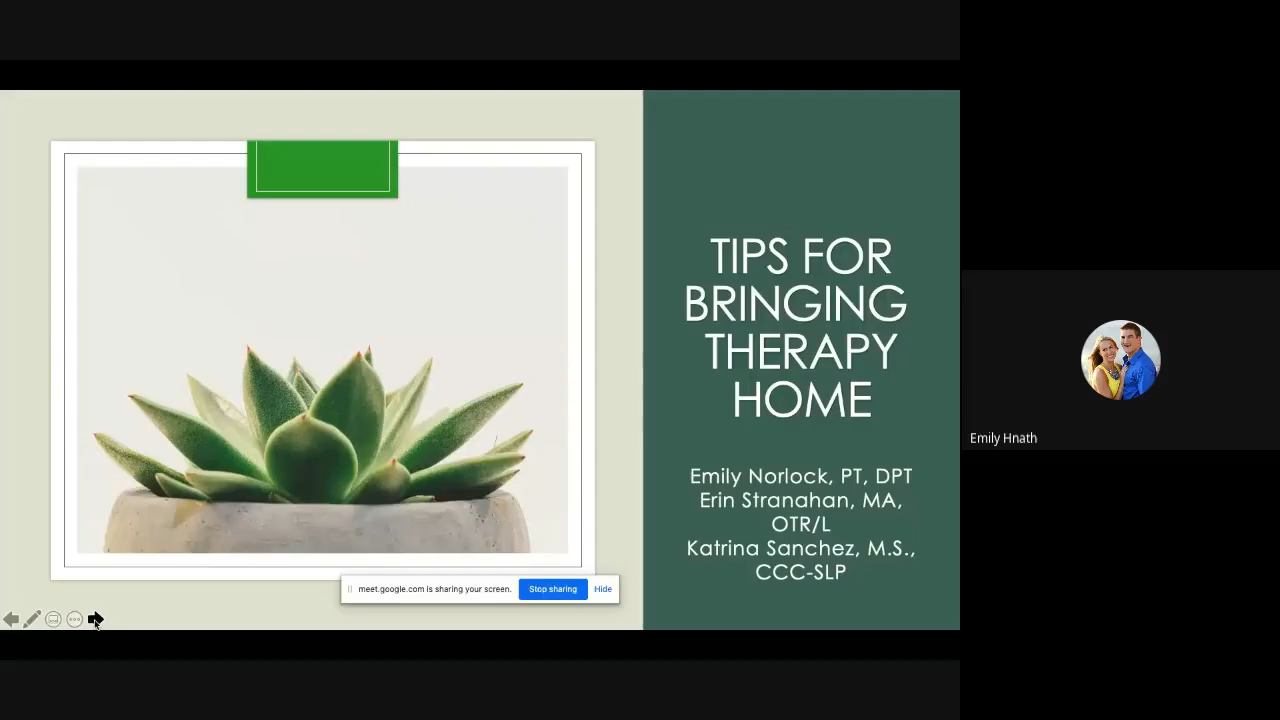 TIPS FOR
BRINGING
THERAPY
HOME
Emily Norlock, PT, DPT
Erin Stranahan, MA,
OTR/L
Katrina Sanchez, M.S.,
CCC-SLP
meet.google.com is sharing your screen.
Stop sharing
Hide
Emily Hnath